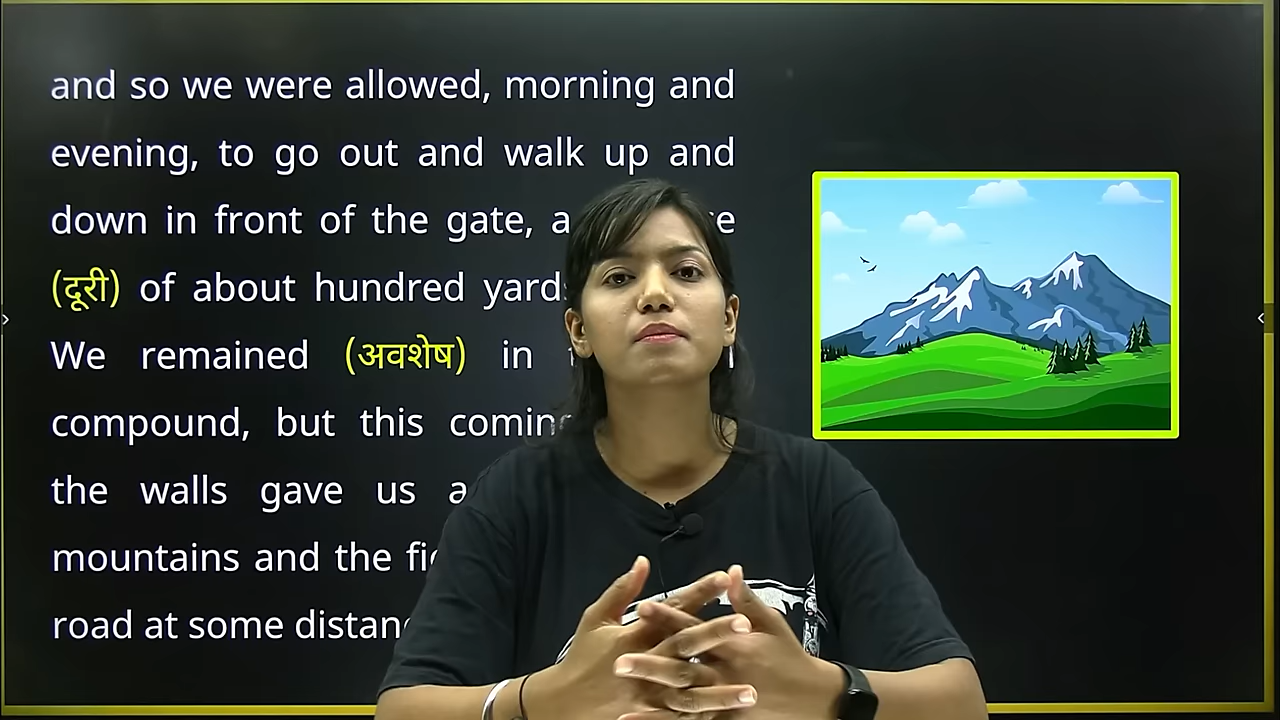 and so we were allowed, morning and
evening, to go out and walk up and
down in front of the gate, a
(दूरी) of about hundred
We remained (अवशेष) in
compound, but this
the walls gave us
mountains and the
road at some